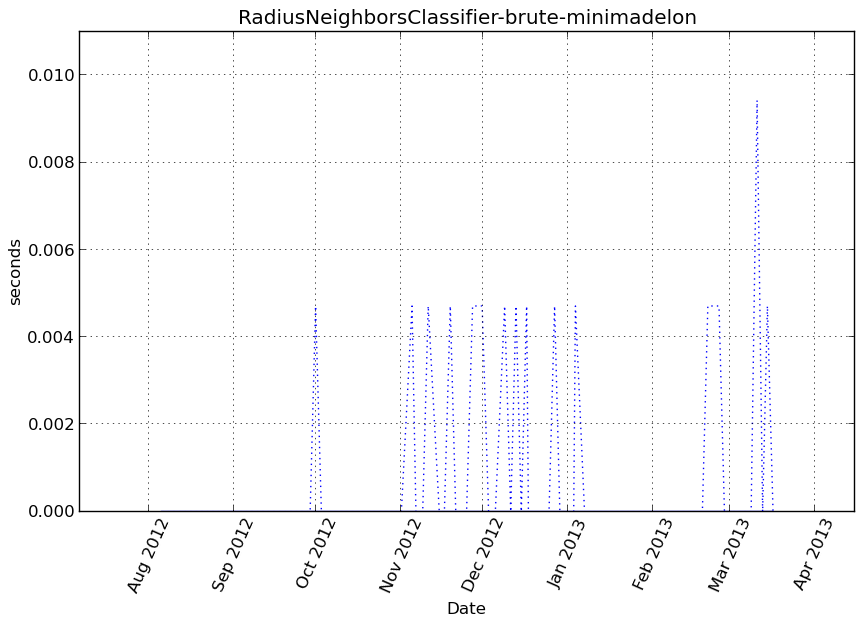 RadiusNeighborsClassifier-brute-minimadelon
0.010
0.008
0.006
0.004
0.002
0.000
seconds
Aug 2012
Sep 2012
Oct 2012
Nov 2012
Dec 2012
Jan 2013
Feb 2013
Mar 2013
Apr 2013
Date